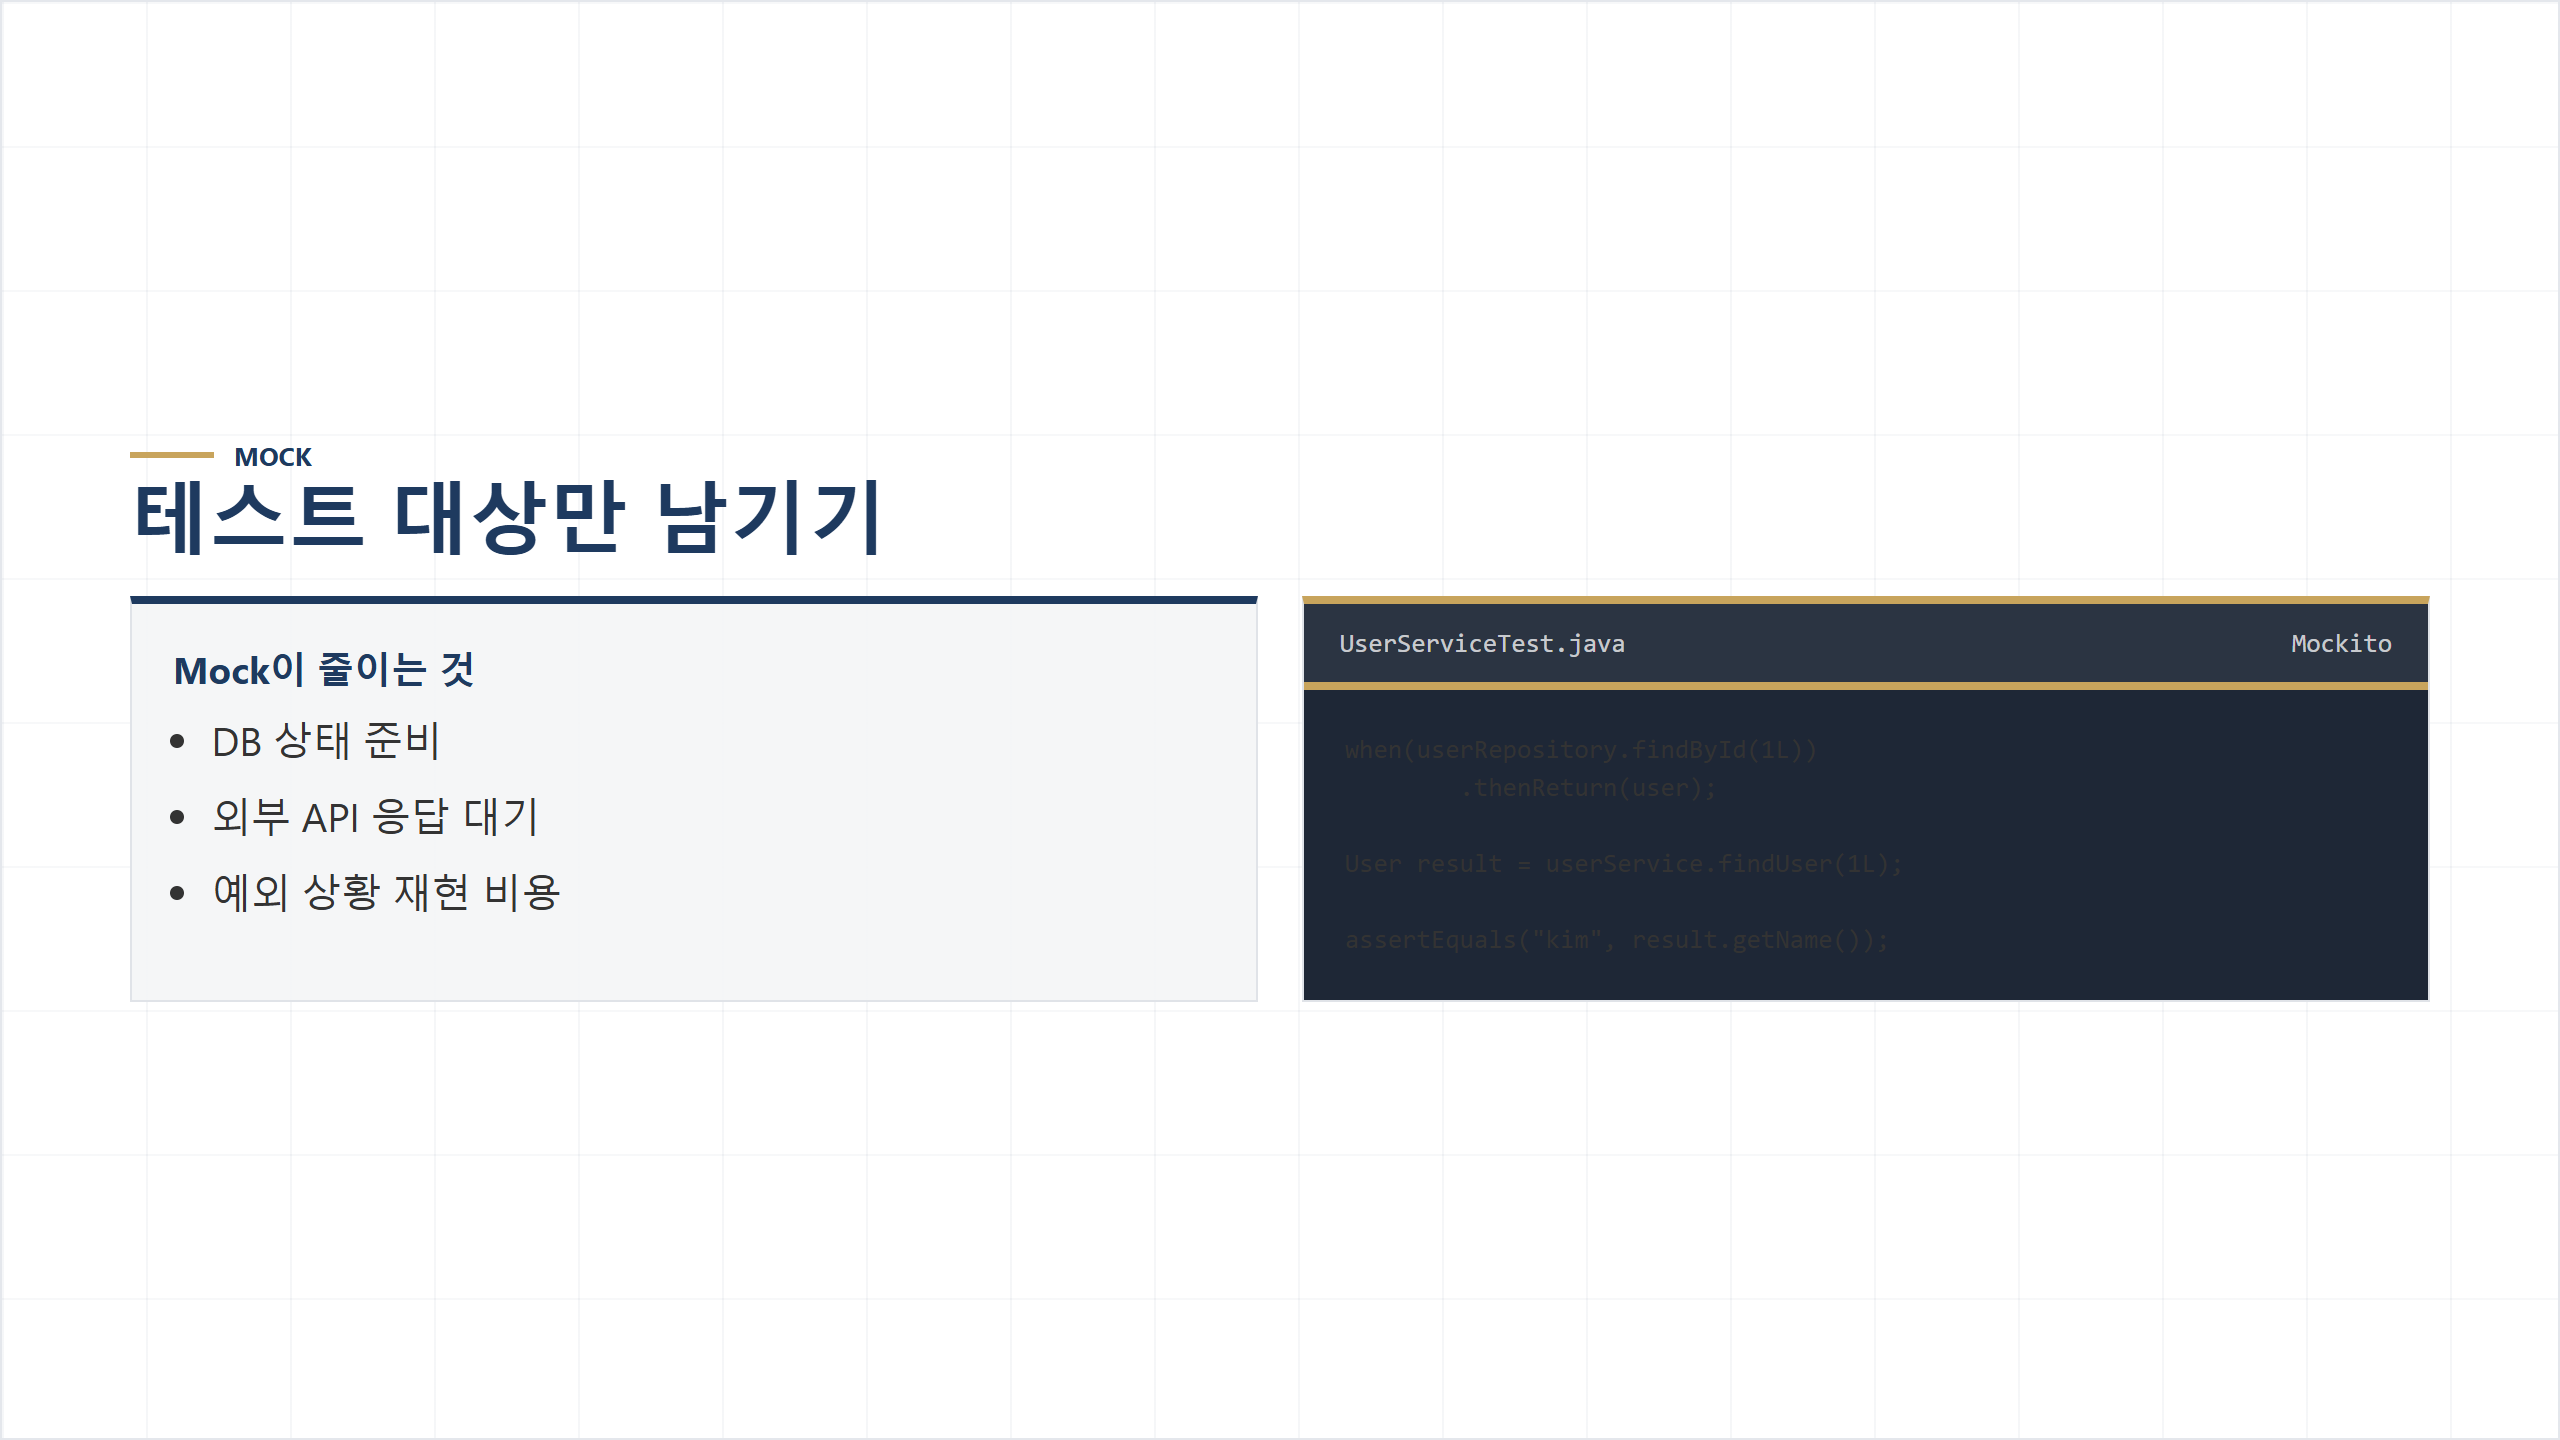 MOCK
테스트 대상만 남기기
Mock이 줄이는 것
• DB 상태 준비
• 외부 API 응답 대기
• 예외 상황 재현 비용
UserServiceTest.java
Mockito
when(userRepository.findById(1L))
        .thenReturn(user);
User result = userService.findUser(1L);
assertEquals("kim", result.getName());